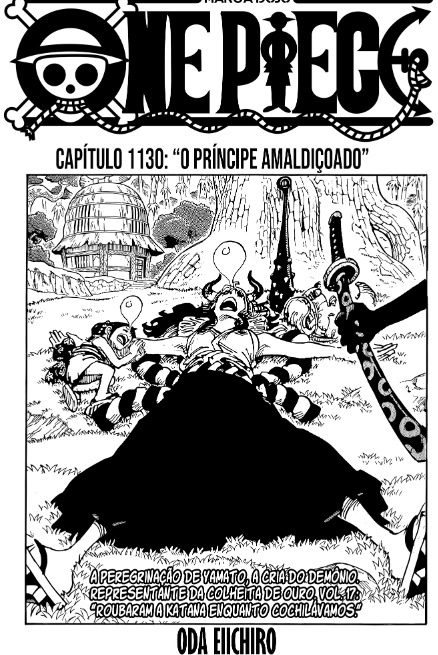 ONE PIECE
CAPÍTULO 1130: “O PRÍNCIPE AMALDIÇOADO”
A PEREGRINAÇÃO DE YAMATO, A CRIA DO DEMÔNIO,
REPRESENTANTE DA COLHEITA DE OURO, VOL. 17:
“ROUBARAM A KATANA ENQUANTO COCHILÁVAMOS.”
ODA EIICHIRO